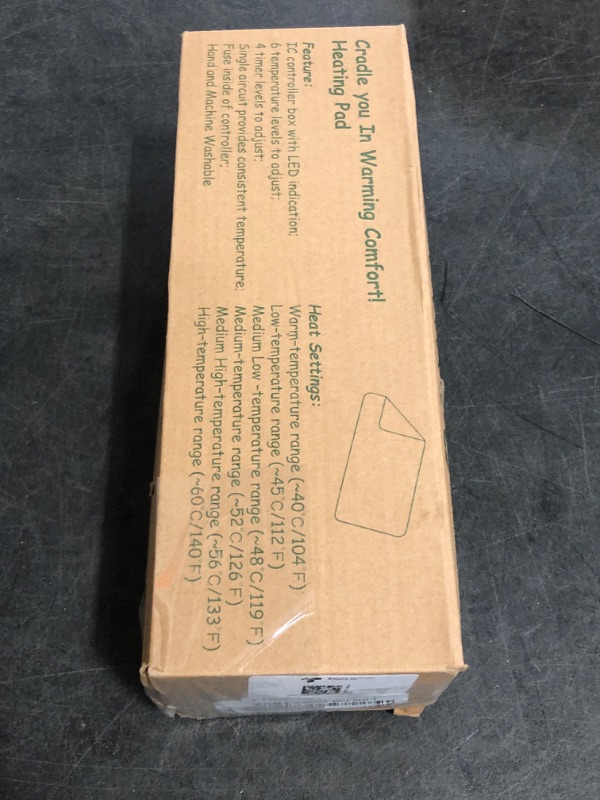 Cradle you In Warming Comfort!
Heating Pad
Feature:
IC controller box with LED indication;
6 temperature levels to adjust;
4 timer levels to adjust;
Single aircuit provides consistent temperature;
Fuse inside of controller;
Hand and Machine Washable
Heat Settings:
Warm-temperature range (~40°C/104°F)
Low-temperature range (~45°C/112°F)
Medium Low -temperature range (~48°C/119°F)
Medium-temperature range (~52°C/126°F)
Medium High-temperature range (~56°C/133°F)
High-temperature range (~60°C/140°F)